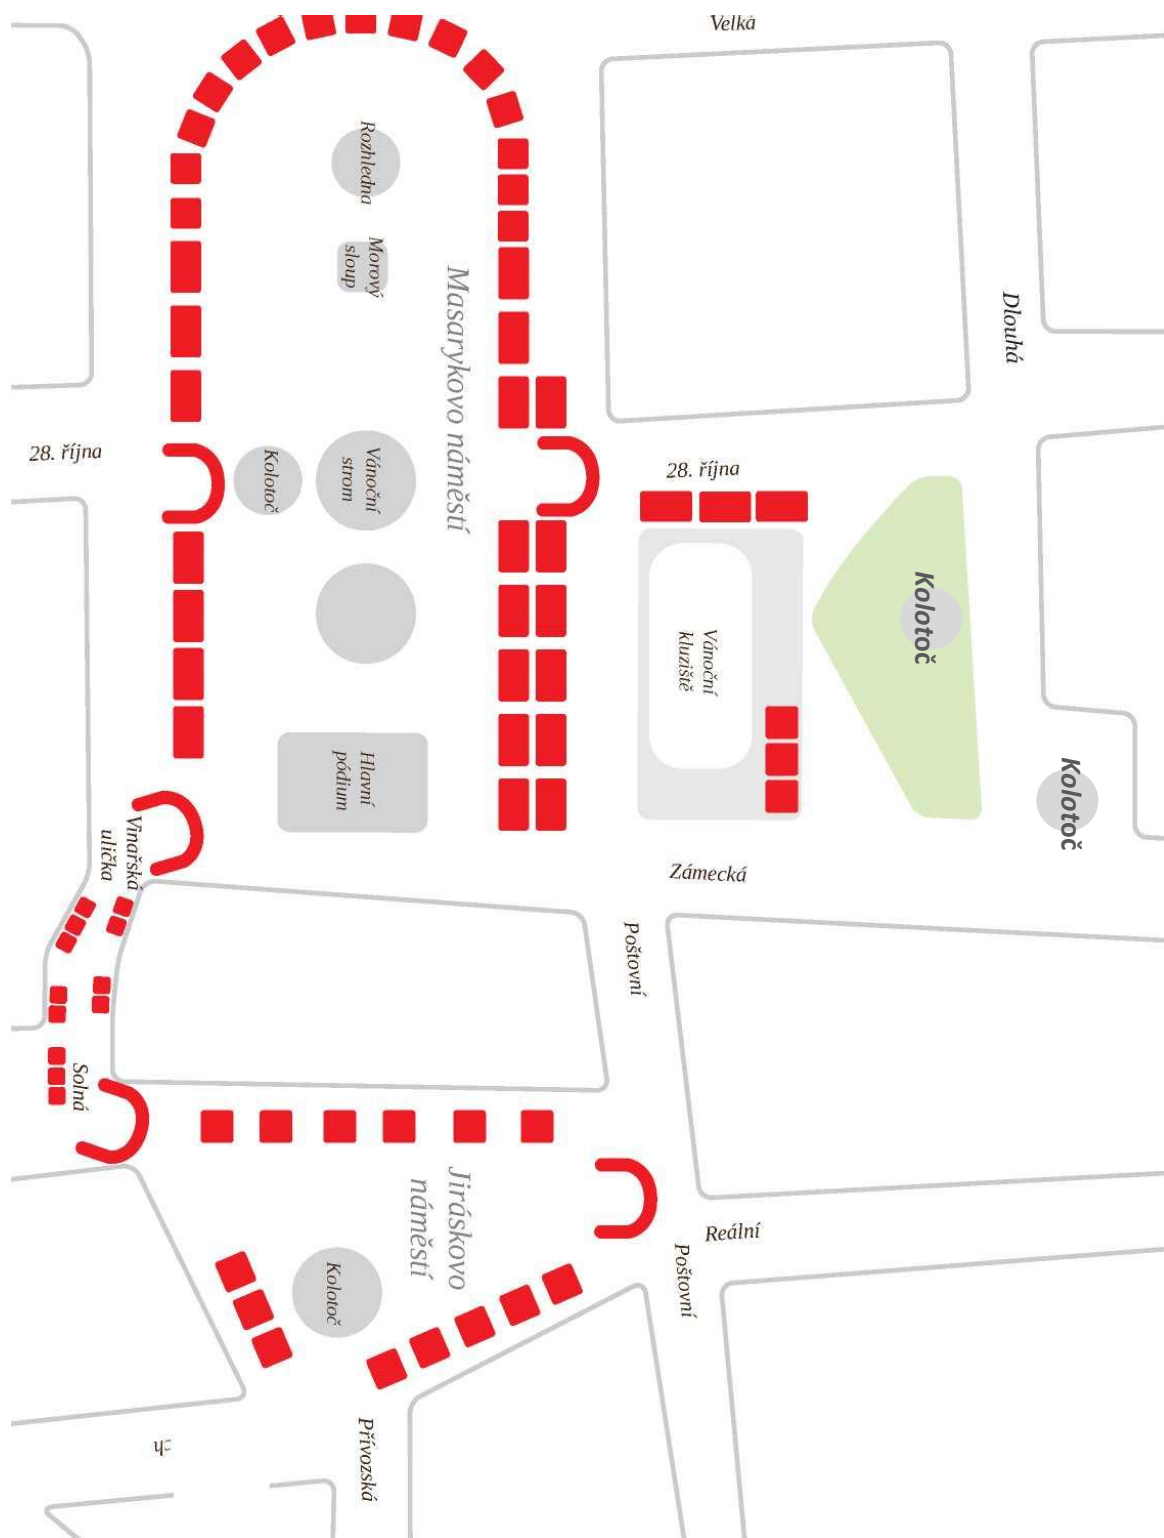 Velká
Rozhledna
Morový
sloup
Masarykovo náměstí
Dlouhá
28. října
Kolotoč
Vánoční
strom
28. října
Kolotoč
Vánoční
kluziště
Hlavní
pódium
Kolotoč
Vinařská
ulička
Zámecká
Poštovní
Solná
Jiráskovo
náměstí
Reální
Poštovní
Kolotoč
Přívozská